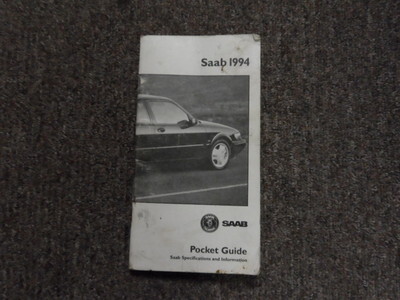 Saab 1994
SAAB
Pocket Guide
Saab Specifications and Information